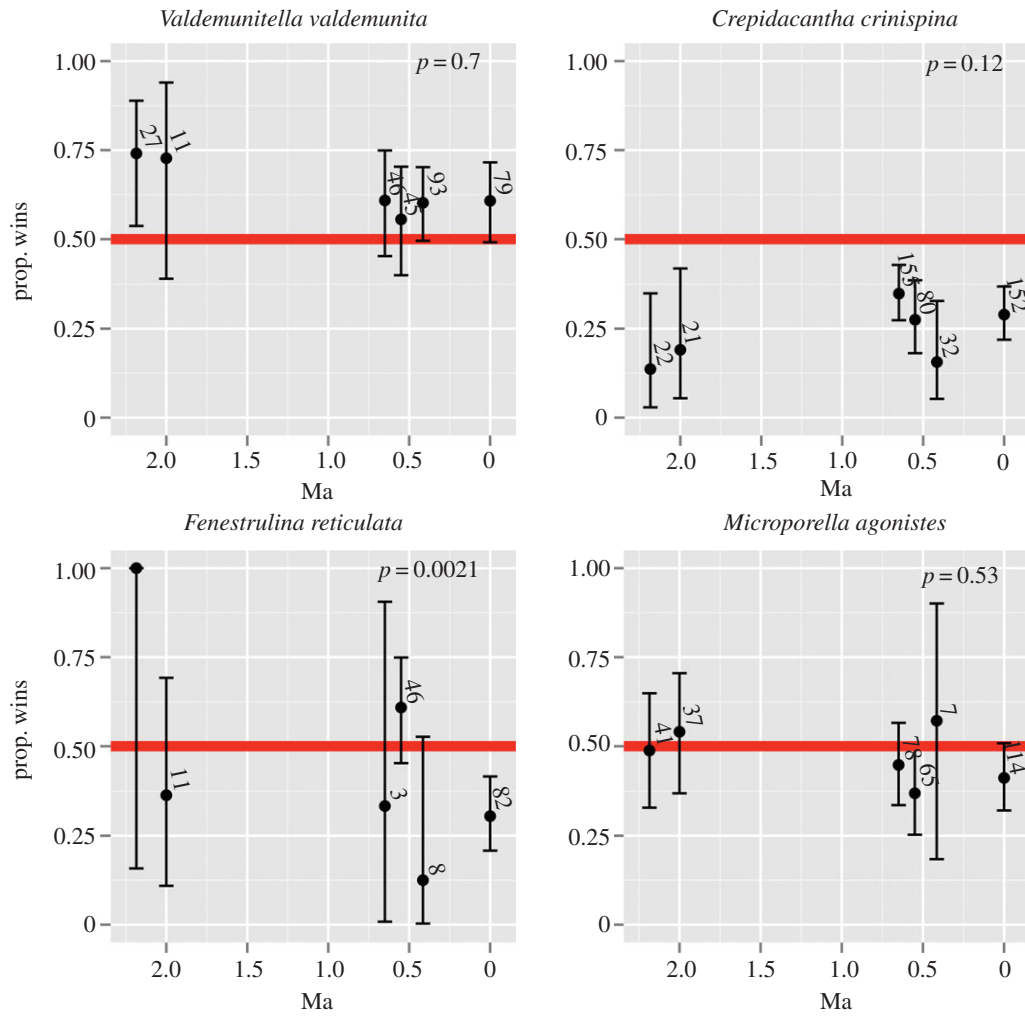 Valdemunitella valdemunita
1.00
0.75
0.50
0.25
0
prop. wins
p = 0.7
27
11
46
45
93
79
2.0 1.5 1.0 0.5 0
Ma
Crepidacantha crinispina
1.00
0.75
0.50
0.25
0
p = 0.12
22
21
155
80
32
152
2.0 1.5 1.0 0.5 0
Ma
Fenestrulina reticulata
1.00
0.75
0.50
0.25
0
prop. wins
p = 0.0021
11
3
46
8
82
2.0 1.5 1.0 0.5 0
Ma
Microporella agonistes
1.00
0.75
0.50
0.25
0
p = 0.53
41
37
78
65
7
114
2.0 1.5 1.0 0.5 0
Ma